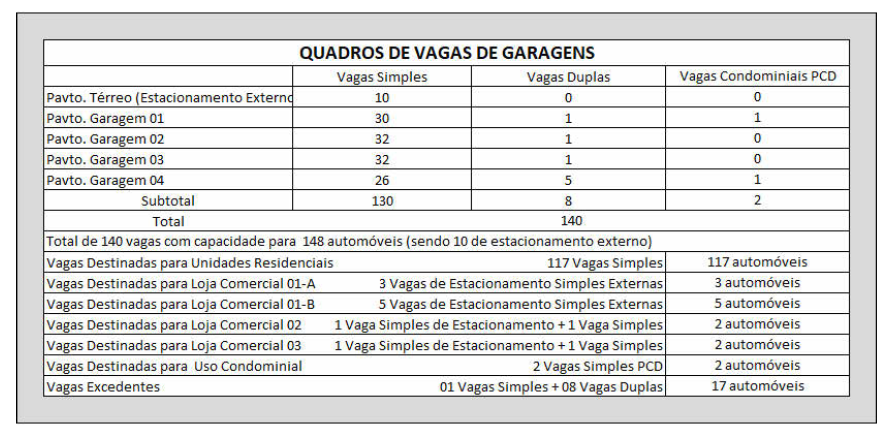 QUADROS DE VAGAS DE GARAGENS
Vagas Simples Vagas Duplas Vagas Condominiais PCD
Pavto. Térreo (Estacionamento Externo 10 0 0
Pavto. Garagem 01 30 1 1
Pavto. Garagem 02 32 1 0
Pavto. Garagem 03 32 1 0
Pavto. Garagem 04 26 5 1
Subtotal 130 8 2
Total 140
Total de 140 vagas com capacidade para 148 automóveis (sendo 10 de estacionamento externo)
Vagas Destinadas para Unidades Residenciais 117 Vagas Simples 117 automóveis
Vagas Destinadas para Loja Comercial 01-A 3 Vagas de Estacionamento Simples Externas 3 automóveis
Vagas Destinadas para Loja Comercial 01-B 5 Vagas de Estacionamento Simples Externas 5 automóveis
Vagas Destinadas para Loja Comercial 02 1 Vaga Simples de Estacionamento + 1 Vaga Simples 2 automóveis
Vagas Destinadas para Loja Comercial 03 1 Vaga Simples de Estacionamento + 1 Vaga Simples 2 automóveis
Vagas Destinadas para Uso Condominial 2 Vagas Simples PCD 2 automóveis
Vagas Excedentes 01 Vagas Simples + 08 Vagas Duplas 17 automóveis